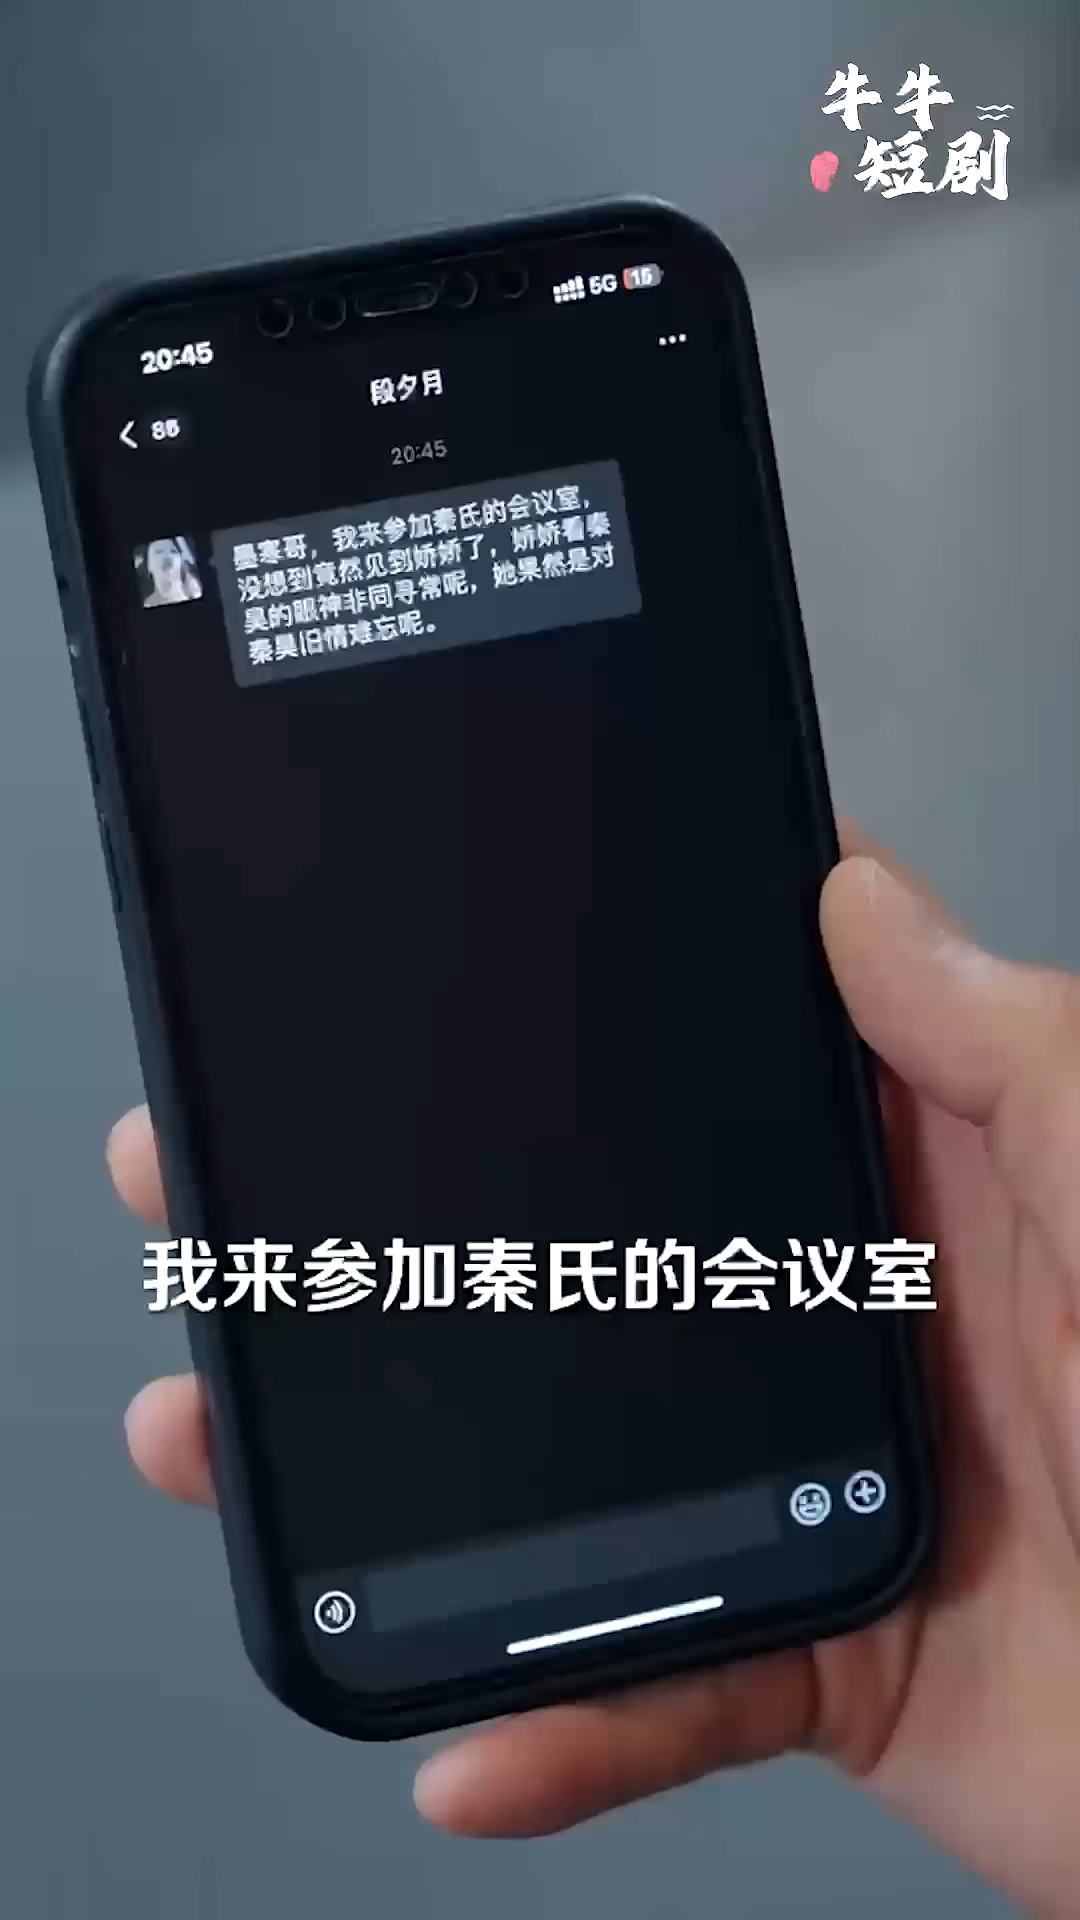 牛牛
短剧
20:45
5G 15
段夕月
86
20:45
墨寒哥，我来参加秦氏的会议室，
没想到竟然见到娇娇了，娇娇看秦
昊的眼神非同寻常呢，她果然是对
秦昊旧情难忘呢。
我来参加秦氏的会议室